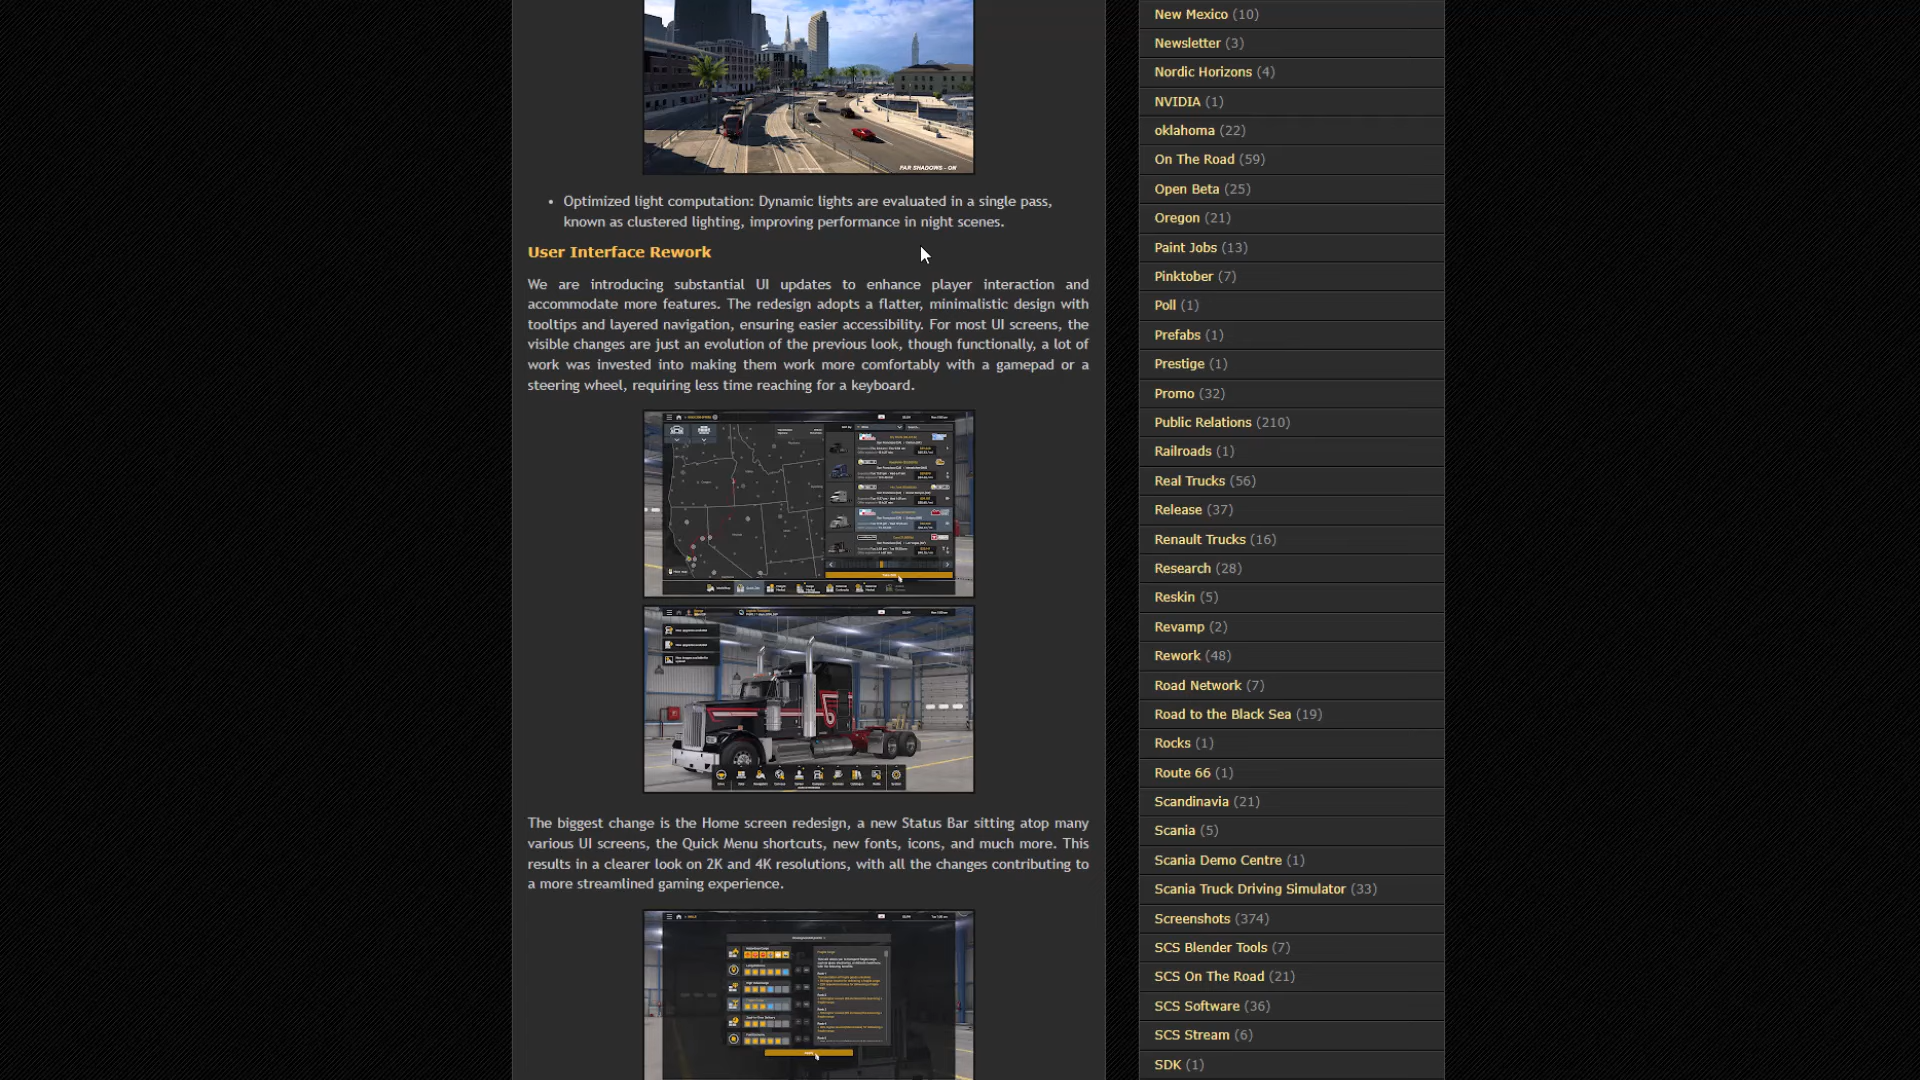 FAR SHADOWS - ON
• Optimized light computation: Dynamic lights are evaluated in a single pass,
known as clustered lighting, improving performance in night scenes.
User Interface Rework
We are introducing substantial UI updates to enhance player interaction and
accommodate more features. The redesign adopts a flatter, minimalistic design with
tooltips and layered navigation, ensuring easier accessibility. For most UI screens, the
visible changes are just an evolution of the previous look, though functionally, a lot of
work was invested into making them work more comfortably with a gamepad or a
steering wheel, requiring less time reaching for a keyboard.
The biggest change is the Home screen redesign, a new Status Bar sitting atop many
various UI screens, the Quick Menu shortcuts, new fonts, icons, and much more. This
results in a clearer look on 2K and 4K resolutions, with all the changes contributing to
a more streamlined gaming experience.
New Mexico (10)
Newsletter (3)
Nordic Horizons (4)
NVIDIA (1)
oklahoma (22)
On The Road (59)
Open Beta (25)
Oregon (21)
Paint Jobs (13)
Pinktober (7)
Poll (1)
Prefabs (1)
Prestige (1)
Promo (32)
Public Relations (210)
Railroads (1)
Real Trucks (56)
Release (37)
Renault Trucks (16)
Research (28)
Reskin (5)
Revamp (2)
Rework (48)
Road Network (7)
Road to the Black Sea (19)
Rocks (1)
Route 66 (1)
Scandinavia (21)
Scania (5)
Scania Demo Centre (1)
Scania Truck Driving Simulator (33)
Screenshots (374)
SCS Blender Tools (7)
SCS On The Road (21)
SCS Software (36)
SCS Stream (6)
SDK (1)